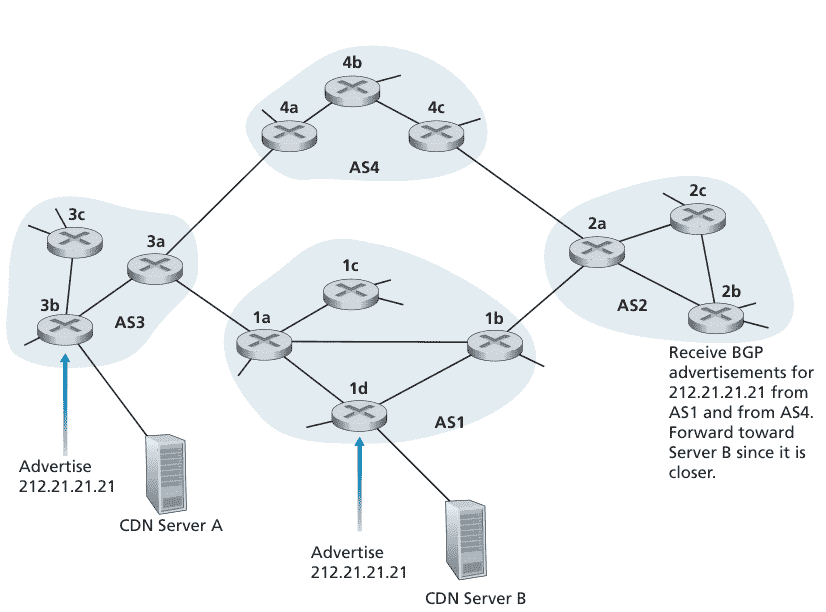 4b
4a
4c
AS4
2c
3c
2a
3a
1c
2b
3b
AS2
AS3
1a
1b
Receive BGP
advertisements for
212.21.21.21 from
AS1 and from AS4.
Forward toward
Server B since it is
closer.
1d
AS1
Advertise
212.21.21.21
CDN Server A
Advertise
212.21.21.21
CDN Server B